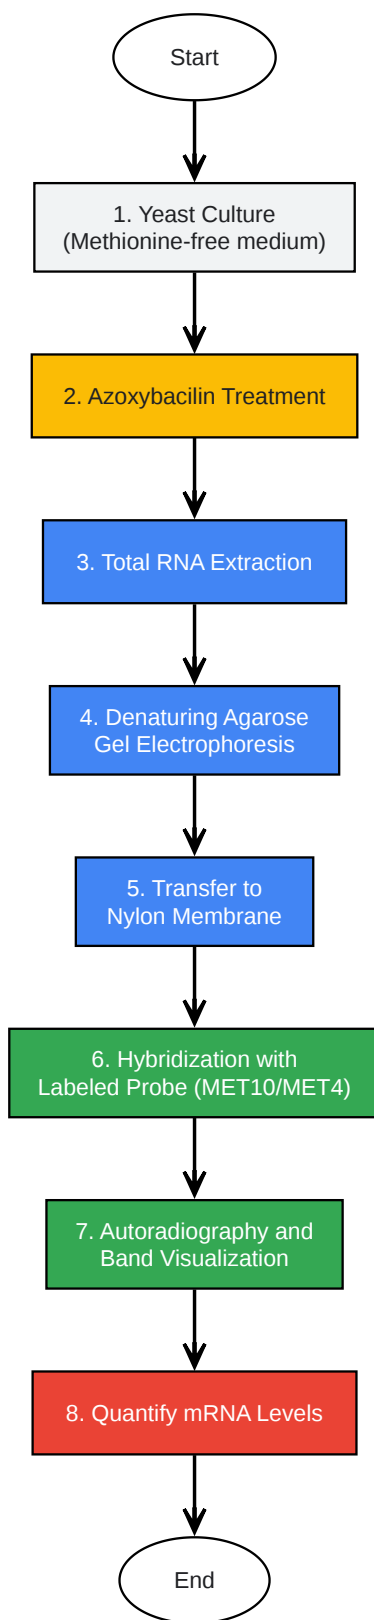 Start
1. Yeast Culture
(Methionine-free medium)
2. Azoxybacilin Treatment
3. Total RNA Extraction
4. Denaturing Agarose
Gel Electrophoresis
5. Transfer to
Nylon Membrane
6. Hybridization with
Labeled Probe (MET10/MET4)
7. Autoradiography and
Band Visualization
8. Quantify mRNA Levels
End